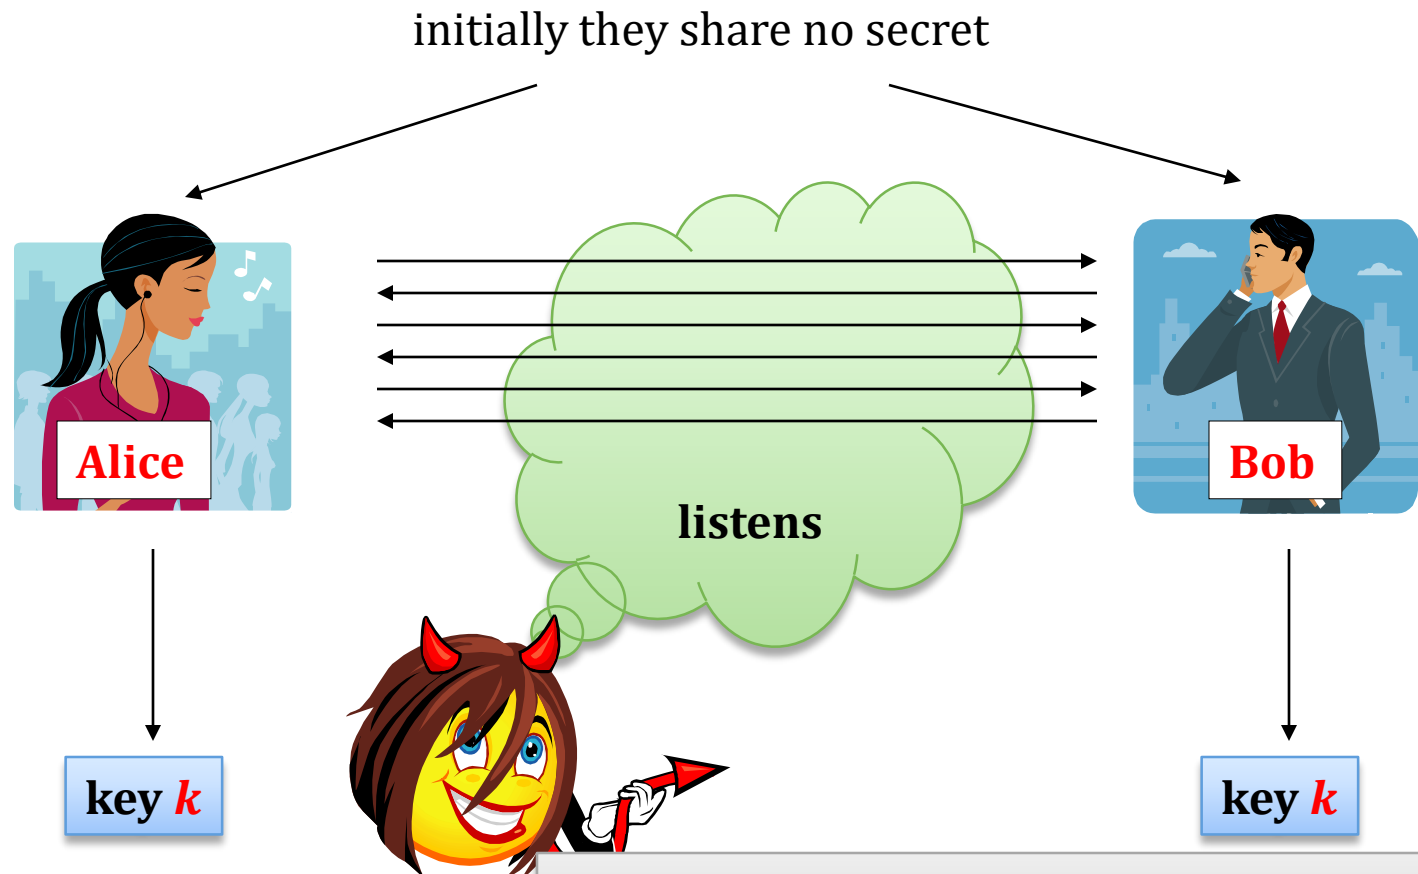 initially they share no secret
Alice
Bob
listens
key k
key k